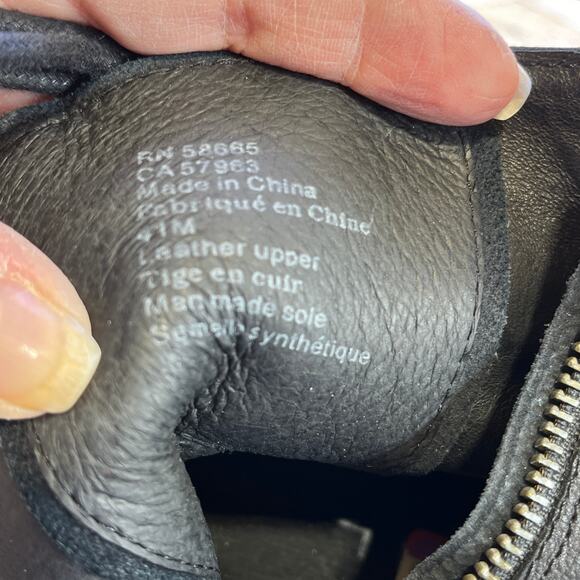 RN 58665
CA 57963
Made in China
Fabriqué en Chine
41M
Leather upper
Tige en cuir
Man made sole
Semelle synthétique